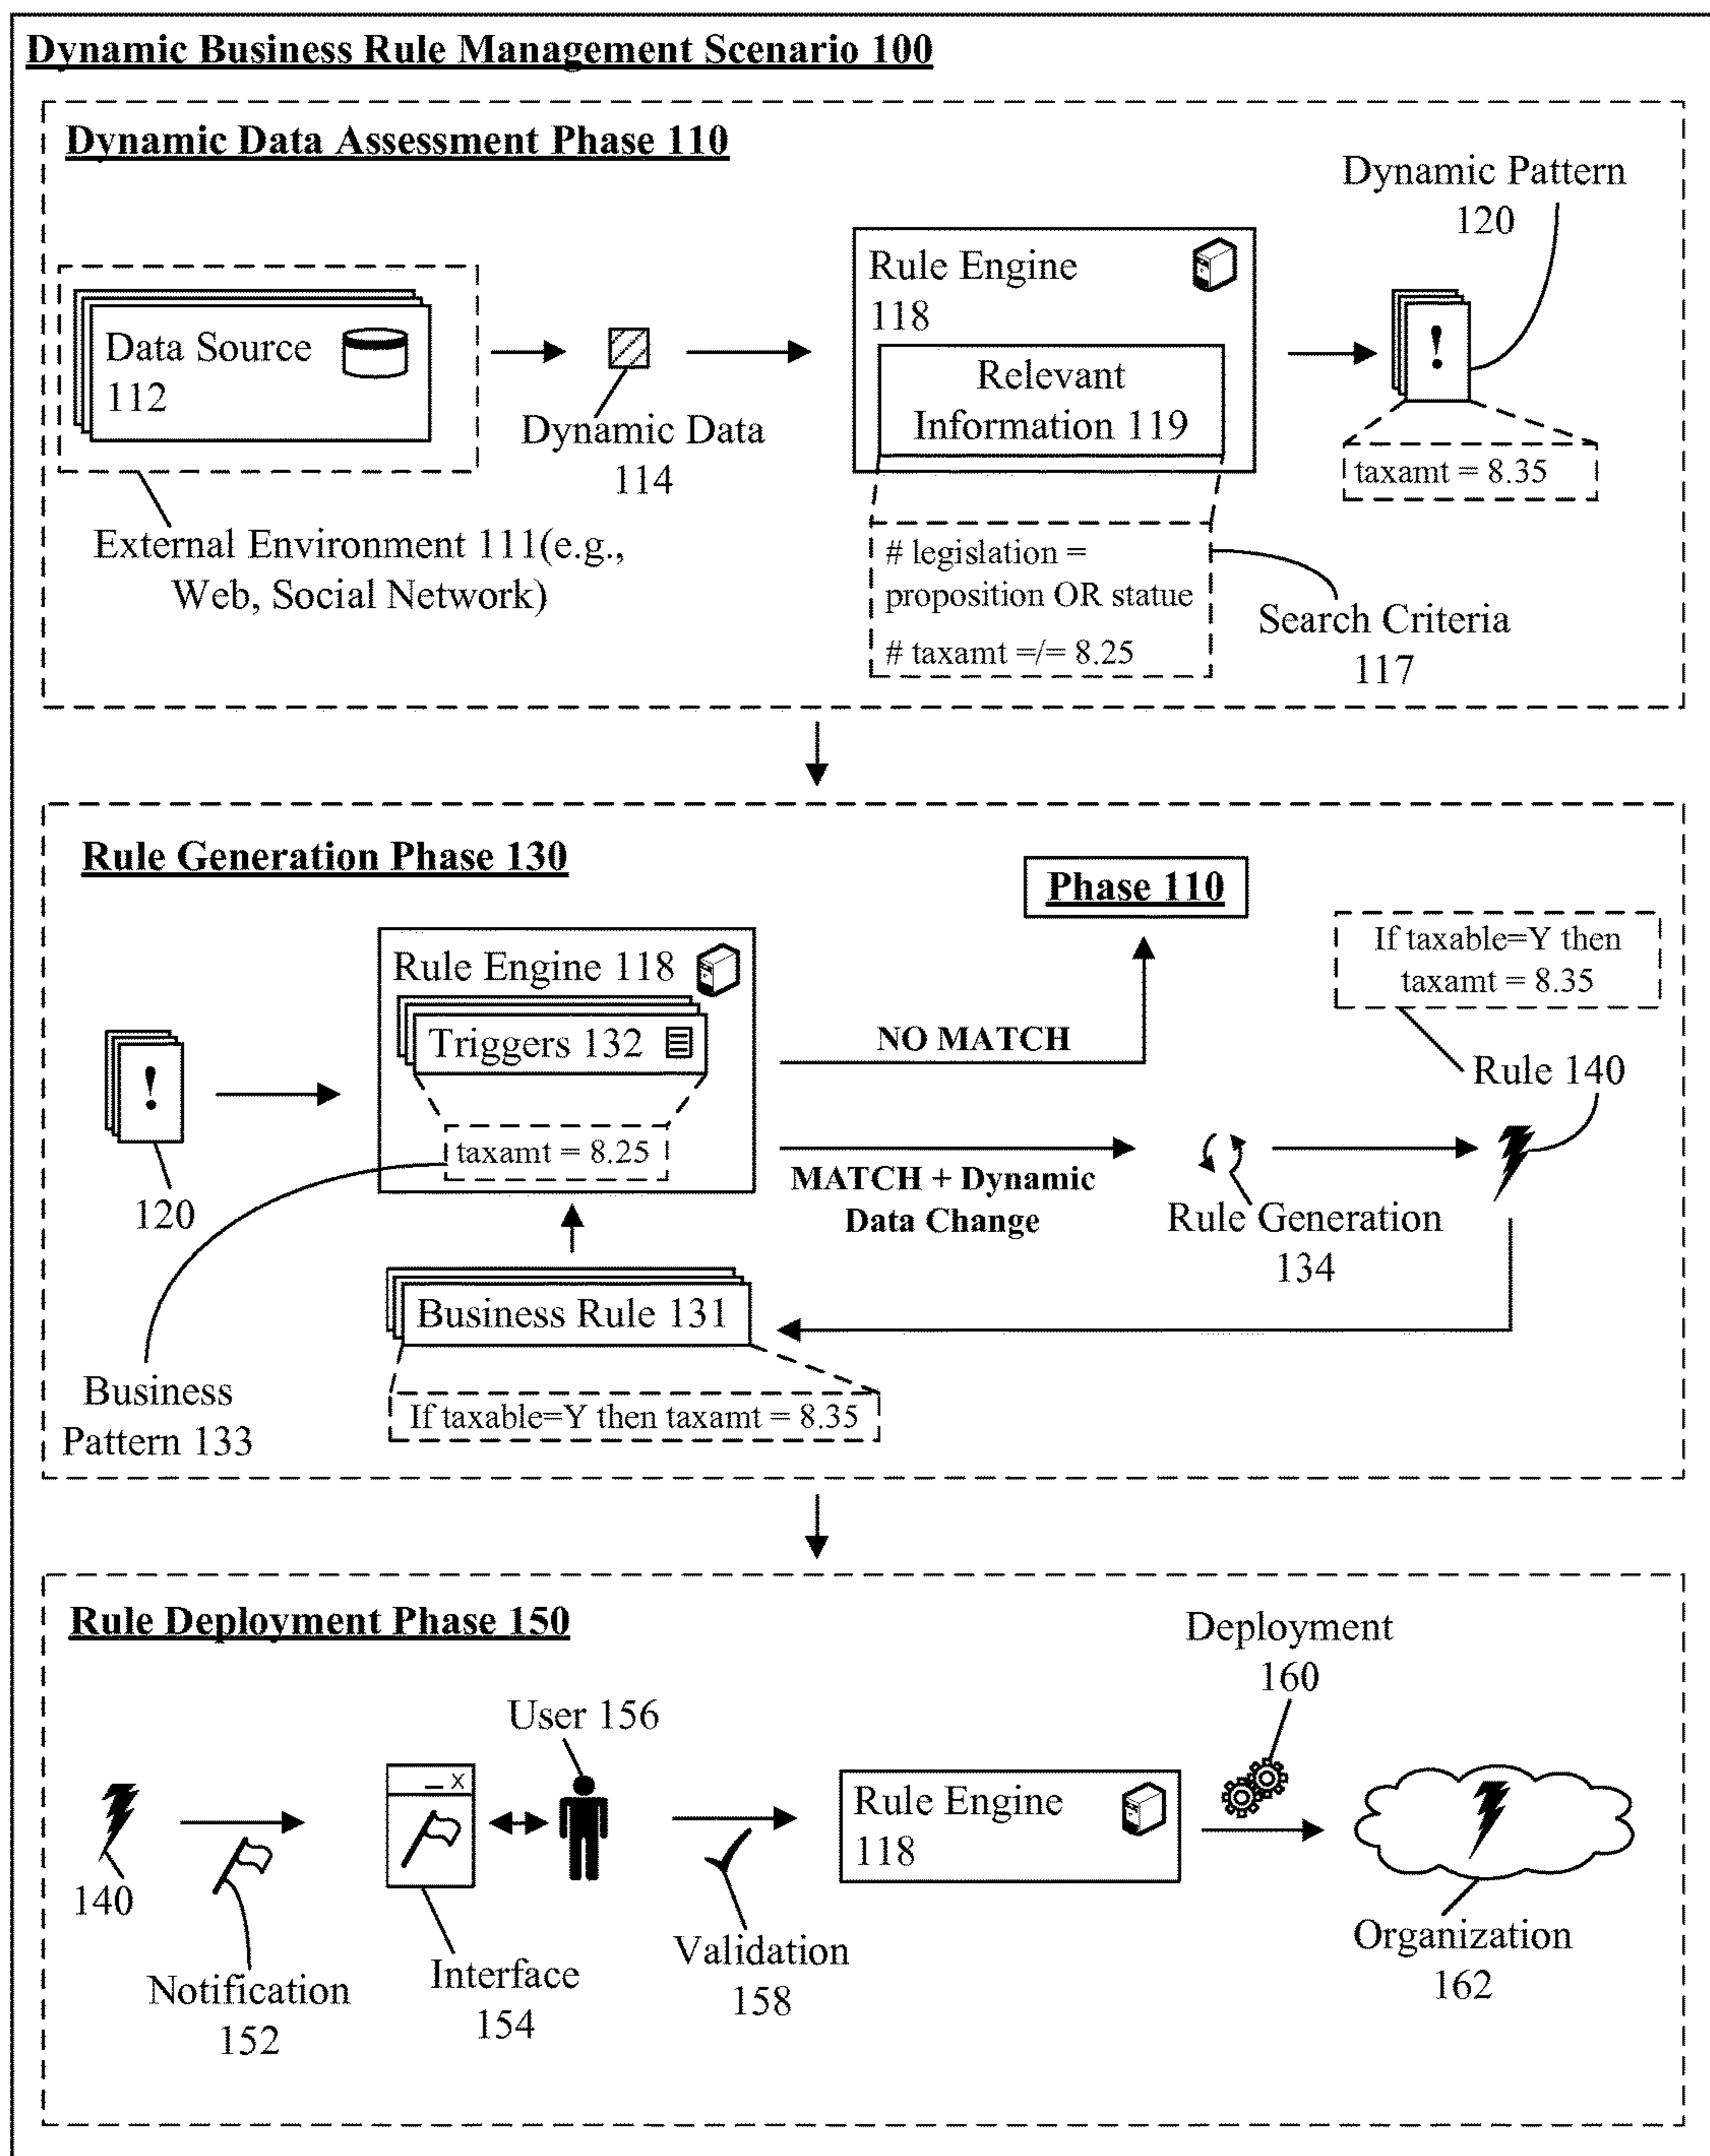 Dynamic Business Rule Management Scenario 100
Dynamic Data Assessment Phase 110
Dynamic Pattern
120
Rule Engine
118
Data Source
112
Relevant
Information 119
!
Dynamic Data
114
taxamt = 8.35
External Environment 111(e.g.,
Web, Social Network)
# legislation =
proposition OR statue
# taxamt =/= 8.25
Search Criteria
117
Rule Generation Phase 130
Phase 110
If taxable=Y then
taxamt = 8.35
Rule Engine 118
Triggers 132
NO MATCH
Rule 140
!
taxamt = 8.25
120
MATCH + Dynamic
Data Change
Rule Generation
134
Business Rule 131
Business
Pattern 133
If taxable=Y then taxamt = 8.35
Rule Deployment Phase 150
Deployment
160
User 156
_ X
Rule Engine
118
140
Notification
152
Interface
154
Validation
158
Organization
162